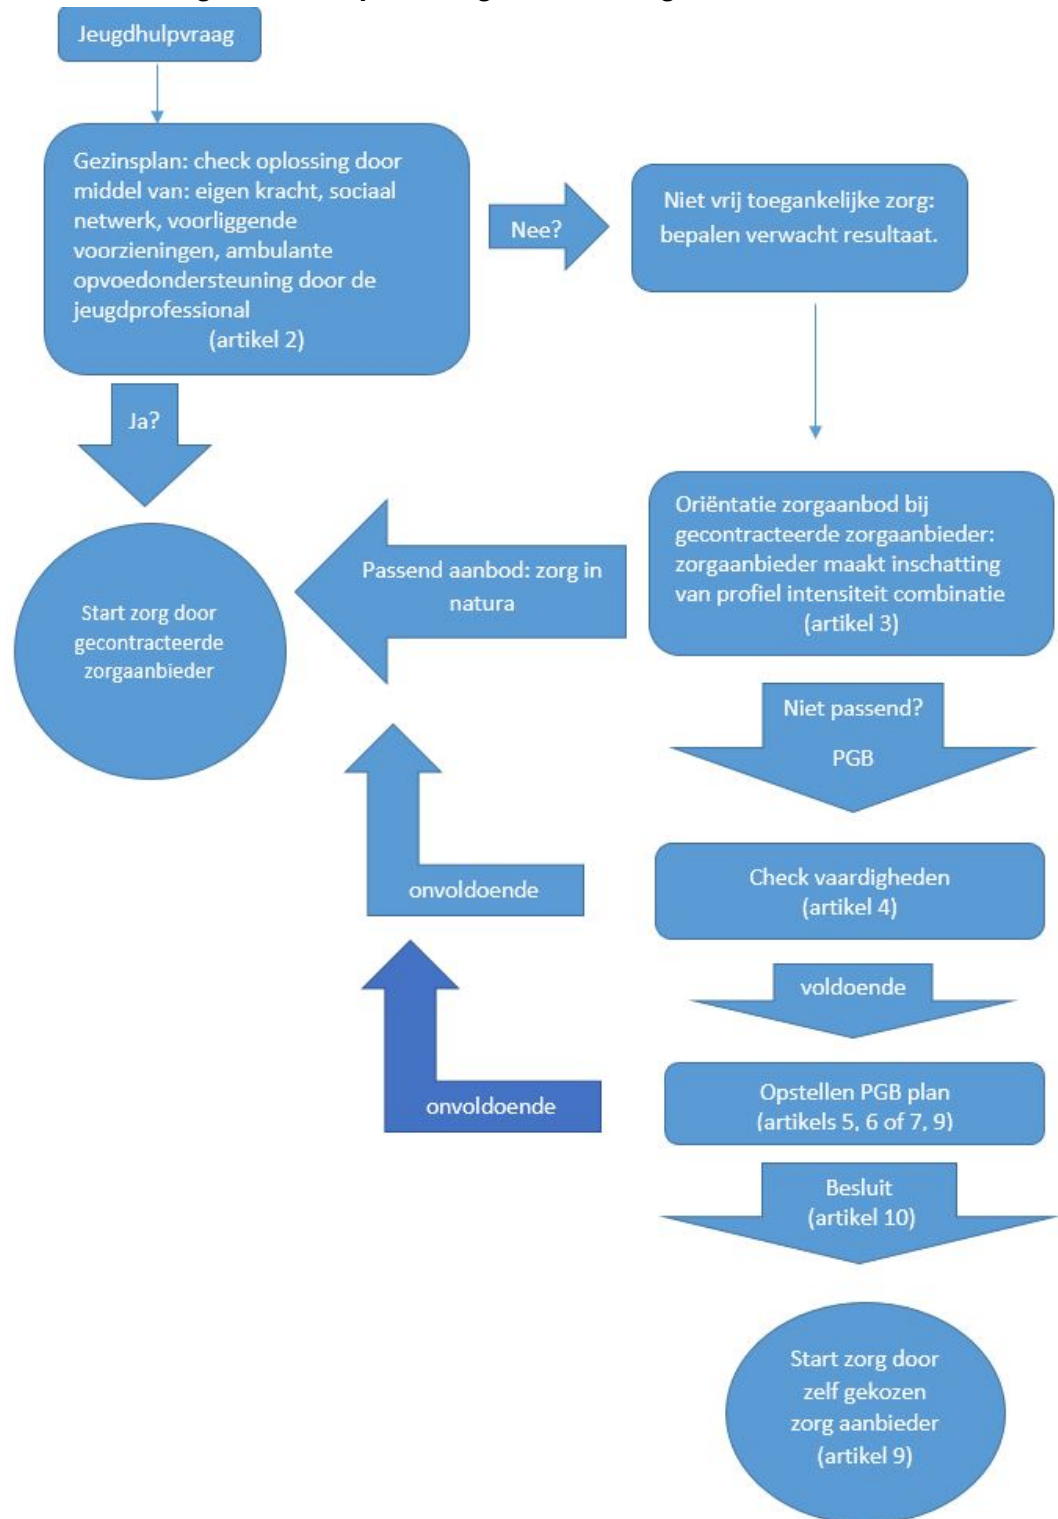 Jeugdhulpvraag
Gezinsplan: check oplossing door
middel van: eigen kracht, sociaal
netwerk, voorliggende
voorzieningen, ambulante
opvoedondersteuning door de
jeugdprofessional
(artikel 2)
Nee?
Niet vrij toegankelijke zorg:
bepalen verwacht resultaat.
Ja?
Oriëntatie zorgaanbod bij
gecontracteerde zorgaanbieder:
zorgaanbieder maakt inschatting
van profiel intensiteit combinatie
(artikel 3)
Passend aanbod: zorg in
natura
Start zorg door
gecontracteerde
zorgaanbieder
Niet passend?
PGB
Check vaardigheden
(artikel 4)
onvoldoende
voldoende
Opstellen PGB plan
(artikels 5, 6 of 7, 9)
onvoldoende
Besluit
(artikel 10)
Start zorg door
zelf gekozen
zorg aanbieder
(artikel 9)